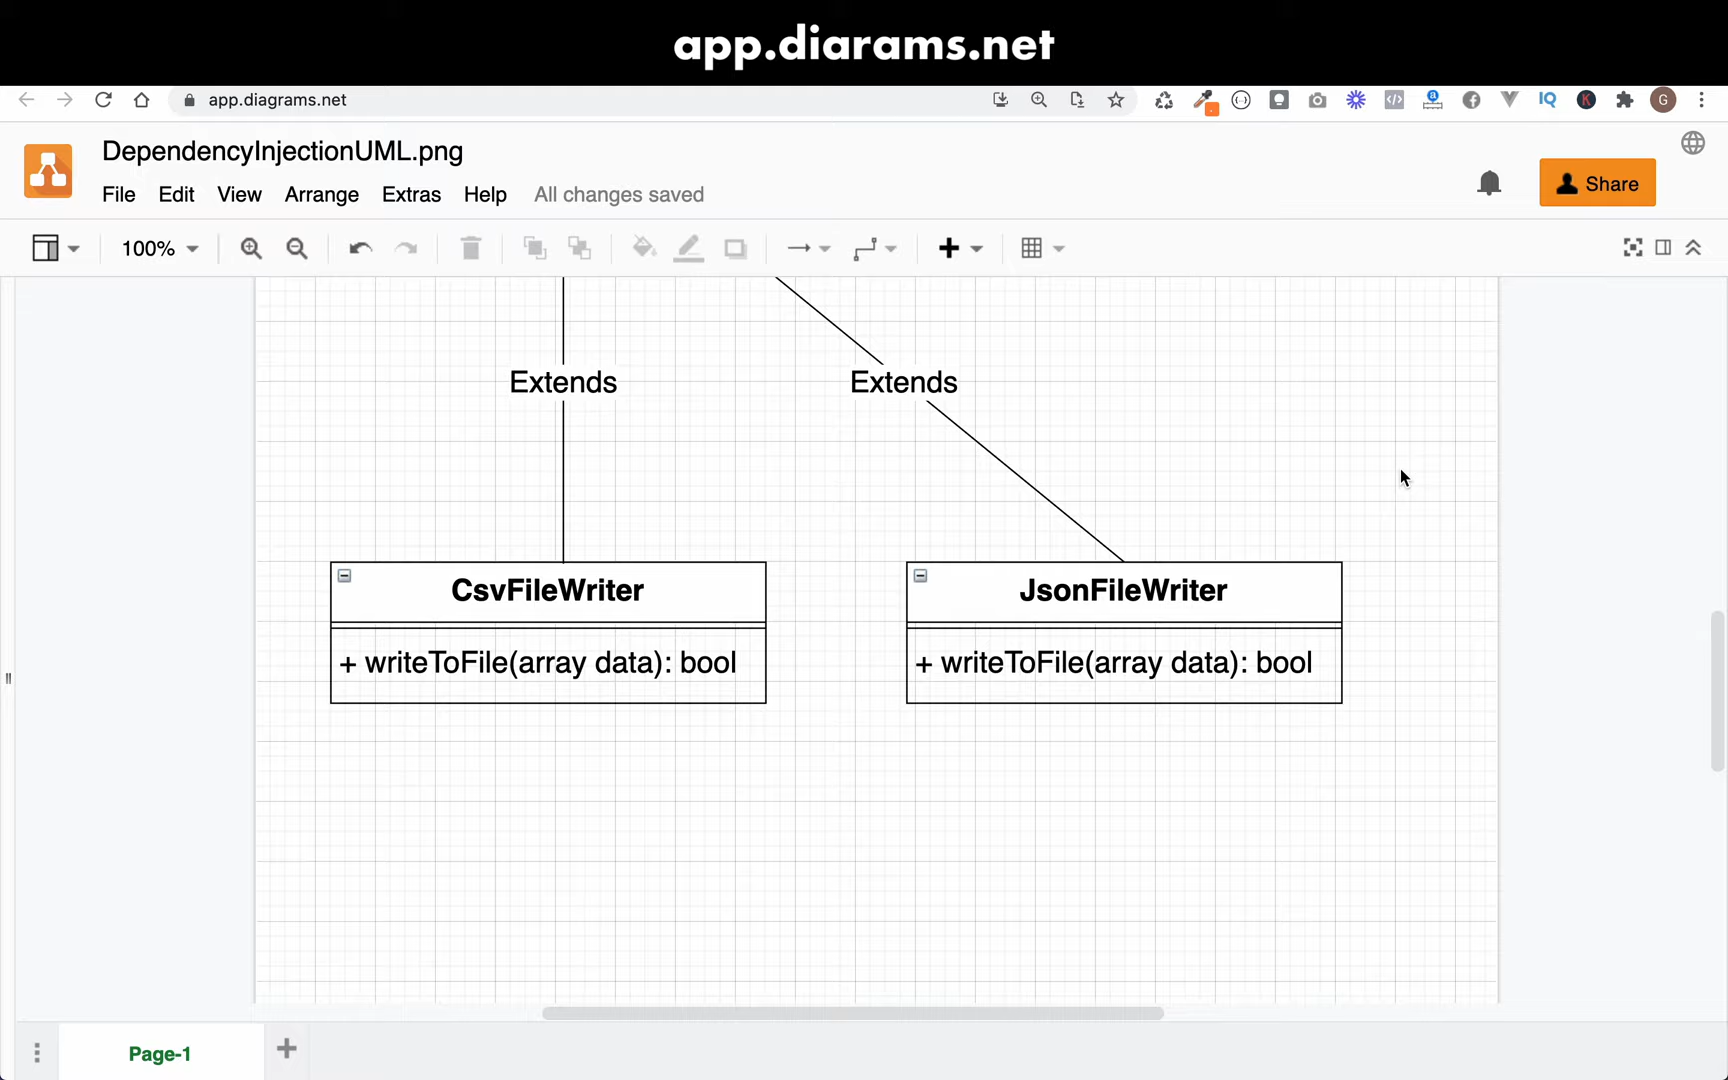 app.diarams.net
app.diagrams.net
G
DependencyInjectionUML.png
File Edit View Arrange Extras Help All changes saved
Share
100%
Extends Extends
CsvFileWriter JsonFileWriter
+ writeToFile(array data): bool + writeToFile(array data): bool
Page-1